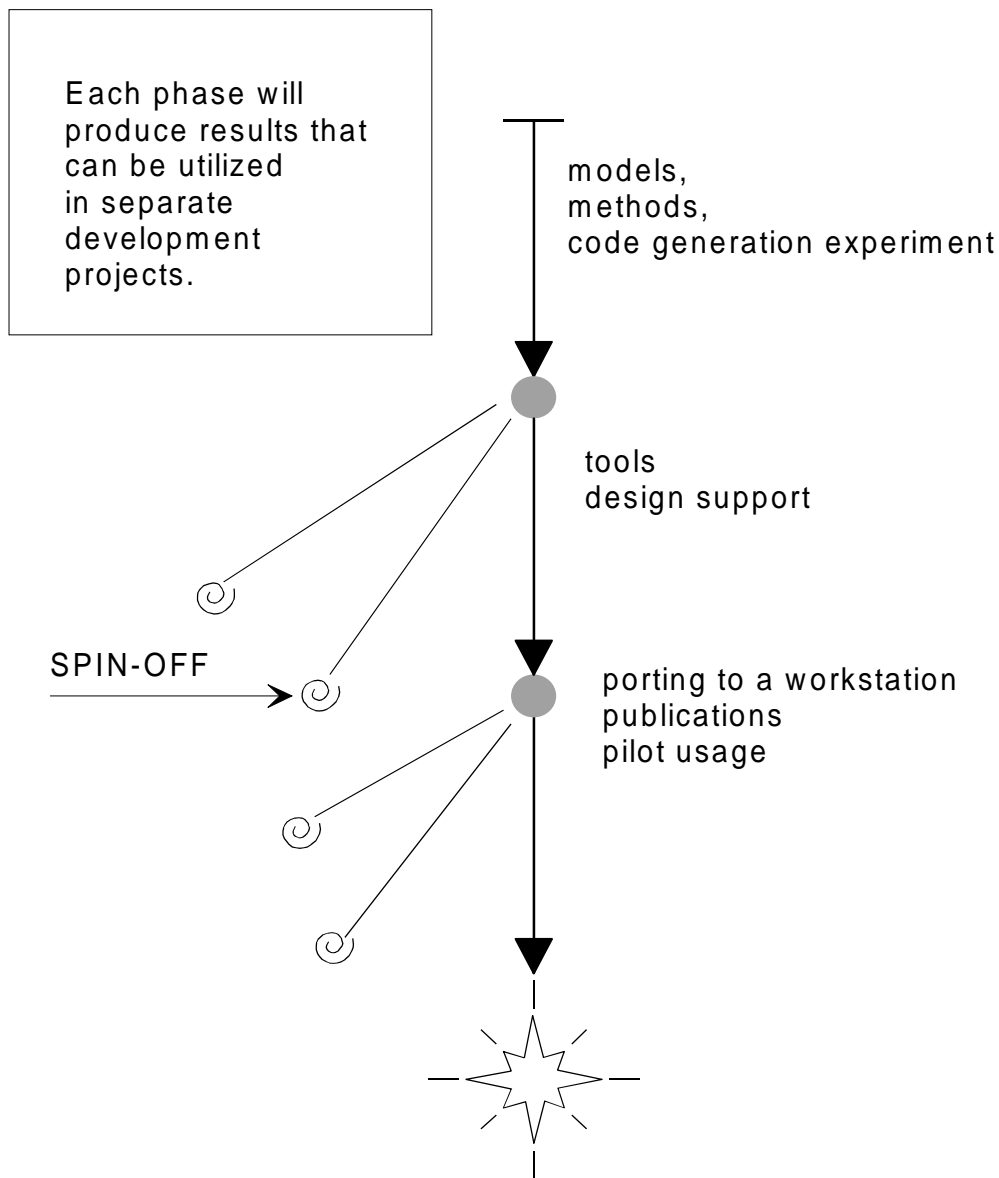 Each phase will
produce results that
can be utilized
in separate
development
projects.
models,
methods,
code generation experiment
tools
design support
SPIN-OFF
porting to a workstation
publications
pilot usage